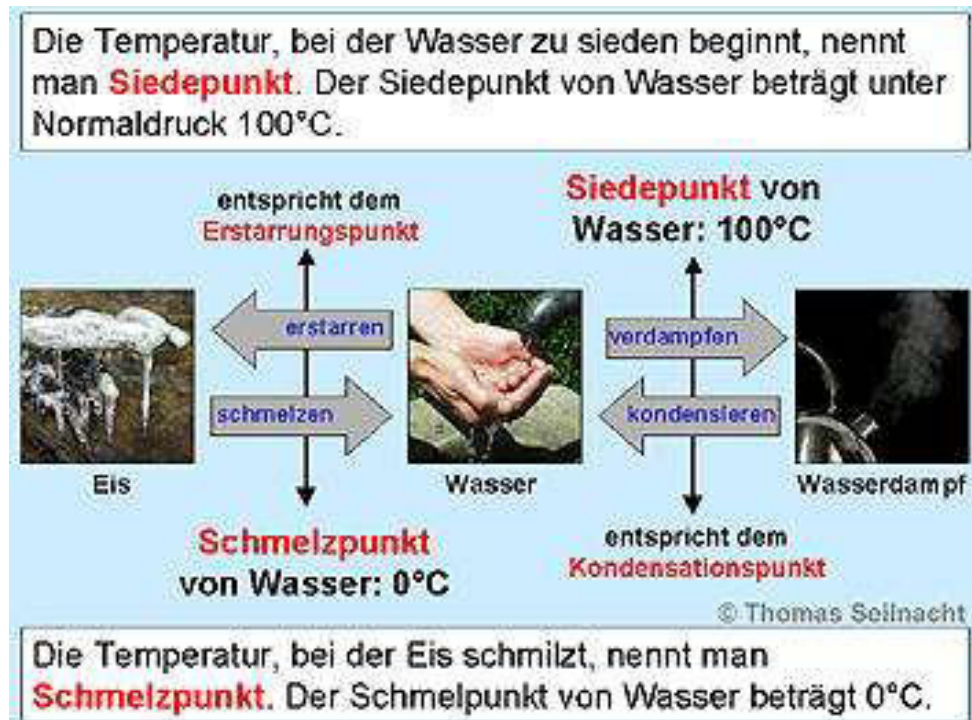 Die Temperatur, bei der Wasser zu sieden beginnt, nennt
man Siedepunkt. Der Siedepunkt von Wasser beträgt unter
Normaldruck 100°C.
entspricht dem
Erstarrungspunkt
Siedepunkt von
Wasser: 100°C
erstarren
verdampfen
schmelzen
kondensieren
Eis
Wasser
Wasserdampf
Schmelzpunkt
von Wasser: 0°C
entspricht dem
Kondensationspunkt
© Thomas Seilnacht
Die Temperatur, bei der Eis schmilzt, nennt man
Schmelzpunkt. Der Schmelpunkt von Wasser beträgt 0°C.